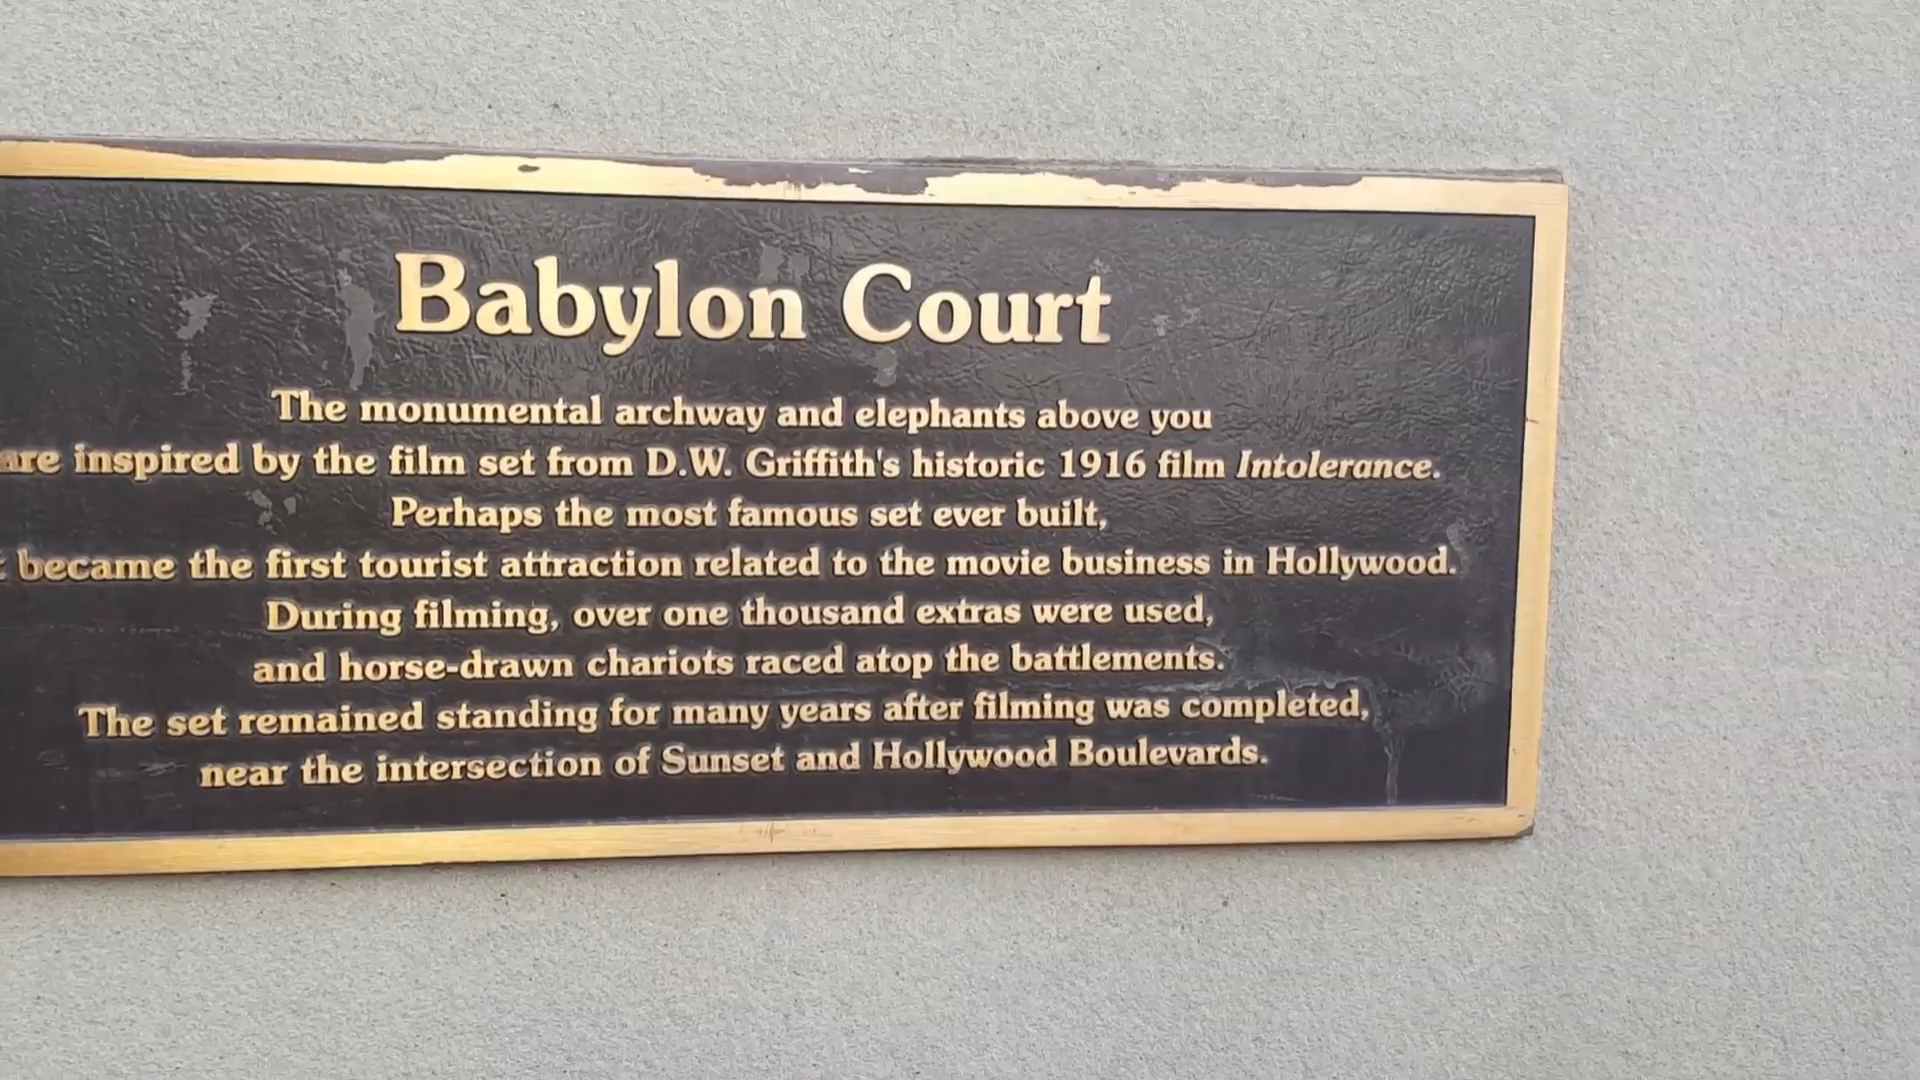 Babylon Court
The monumental archway and elephants above you
are inspired by the film set from D.W. Griffith's historic 1916 film Intolerance.
Perhaps the most famous set ever built,
became the first tourist attraction related to the movie business in Hollywood.
During filming, over one thousand extras were used,
and horse-drawn chariots raced atop the battlements.
The set remained standing for many years after filming was completed,
near the intersection of Sunset and Hollywood Boulevards.